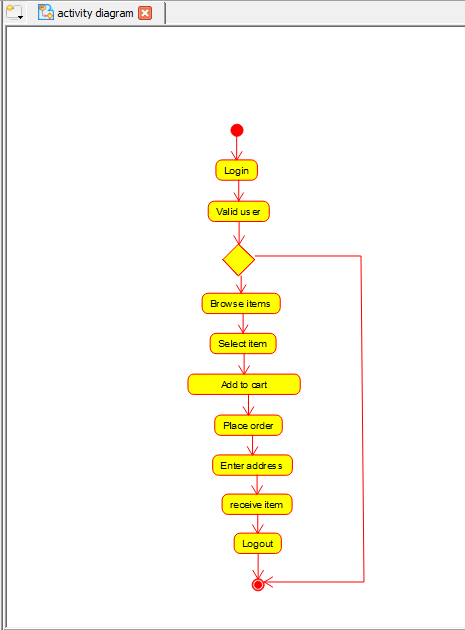 activity diagram
Login
Valid user
Browse items
Select item
Add to cart
Place order
Enter address
receive item
Logout